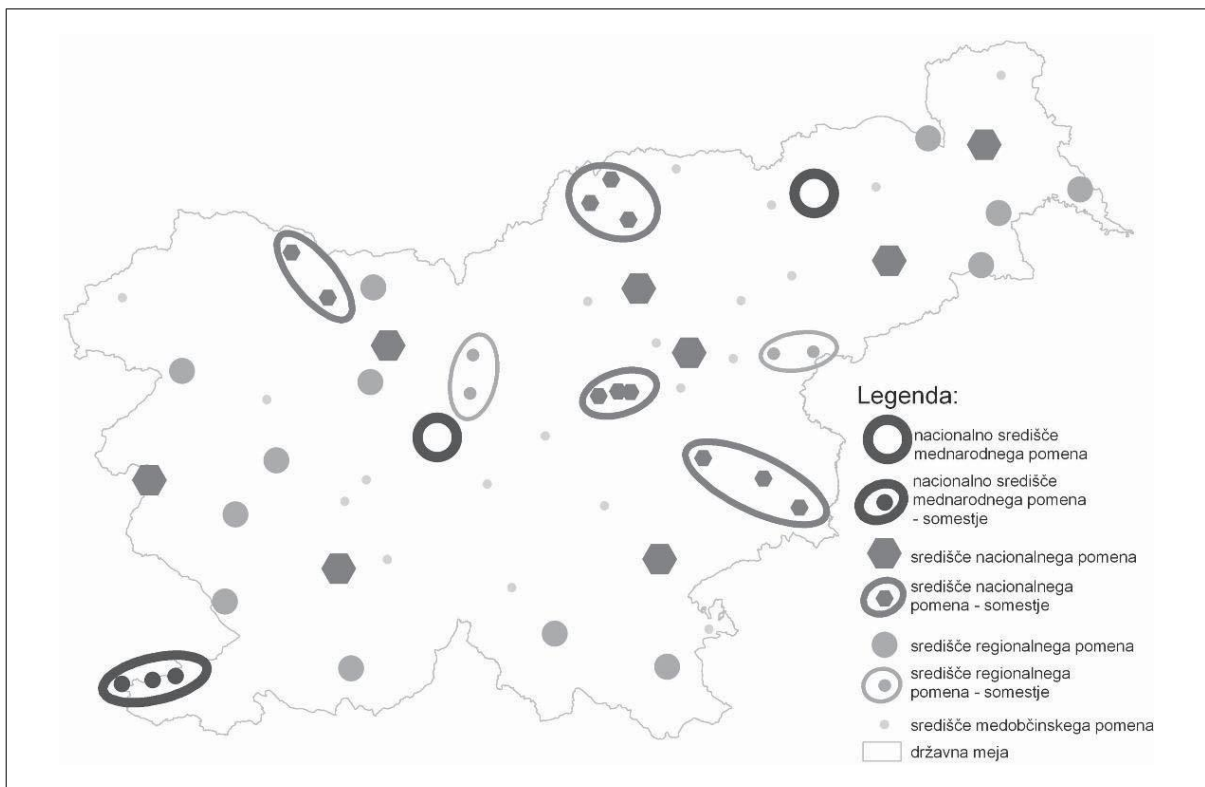 Legenda:
nacionalno središče
mednarodnega pomena
nacionalno središče
mednarodnega pomena
- somestje
središče nacionalnega pomena
središče nacionalnega
pomena - somestje
središče regionalnega pomena
središče regionalnega
pomena - somestje
središče medobčinskega pomena
državna meja